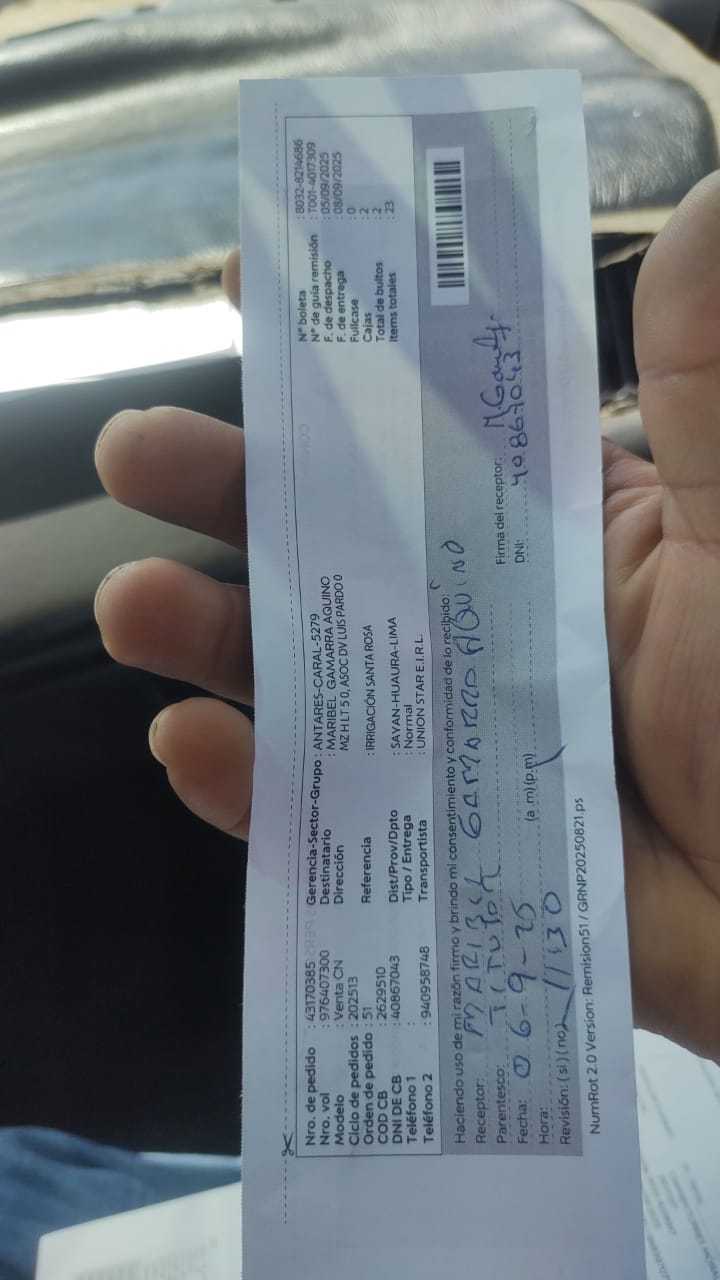 Nro. de pedido : 43170385
Nro. vol : 976407300
Modelo : Venta CN
Ciclo de pedidos : 202513
Orden de pedido : 51
COD CB : 2629510
DNI DE CB : 40867043
Teléfono 1 :
Teléfono 2 : 940958748
Gerencia-Sector-Grupo : ANTARES-CARAL-5279
Destinatario : MARIBEL GAMARRA AQUINO
Dirección MZ H LT 5 0, ASOC DV LUIS PARDO 0
Referencia : IRRIGACIÓN SANTA ROSA
Dist/Prov/Dpto : SAYAN-HUAURA-LIMA
Tipo / Entrega : Normal
Transportista : UNION STAR E.I.R.L.
N° boleta : B032-8214686
N° de guía remisión : T001-4017309
F. de despacho : 05/09/2025
F. de entrega : 08/09/2025
Fullcase : 0
Cajas : 2
Total de bultos : 2
Items totales : 23
Haciendo uso de mi razón firmo y brindo mi consentimiento y conformidad de lo recibido:
Receptor: MARIBEL GAMARRA AQUINO
Parentesco: TITULAR
Firma del receptor:
Fecha: 06-9-25
DNI: 40867043
Hora: 11:30 (a.m)(p.m)
Revisión: (si) (no)
NumRot 2.0 Version: Remision51 / GRNP20250821.ps